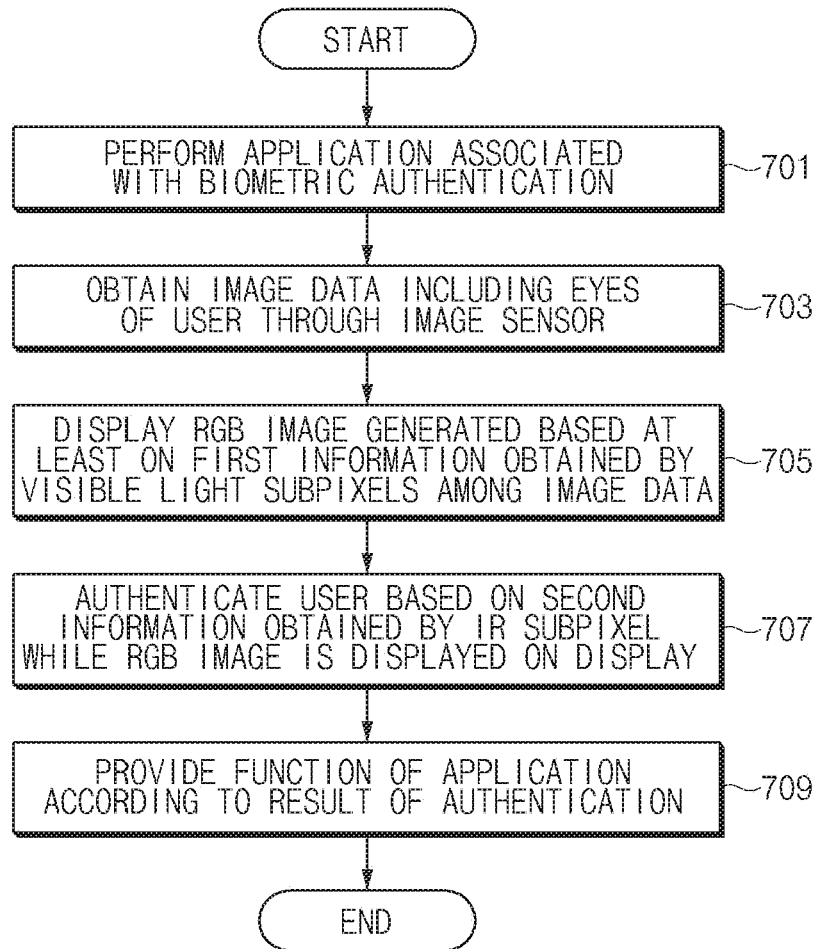 START
PERFORM APPLICATION ASSOCIATED
WITH BIOMETRIC AUTHENTICATION
701
OBTAIN IMAGE DATA INCLUDING EYES
OF USER THROUGH IMAGE SENSOR
703
DISPLAY RGB IMAGE GENERATED BASED AT
LEAST ON FIRST INFORMATION OBTAINED BY
VISIBLE LIGHT SUBPIXELS AMONG IMAGE DATA
705
AUTHENTICATE USER BASED ON SECOND
INFORMATION OBTAINED BY IR SUBPIXEL
WHILE RGB IMAGE IS DISPLAYED ON DISPLAY
707
PROVIDE FUNCTION OF APPLICATION
ACCORDING TO RESULT OF AUTHENTICATION
709
END